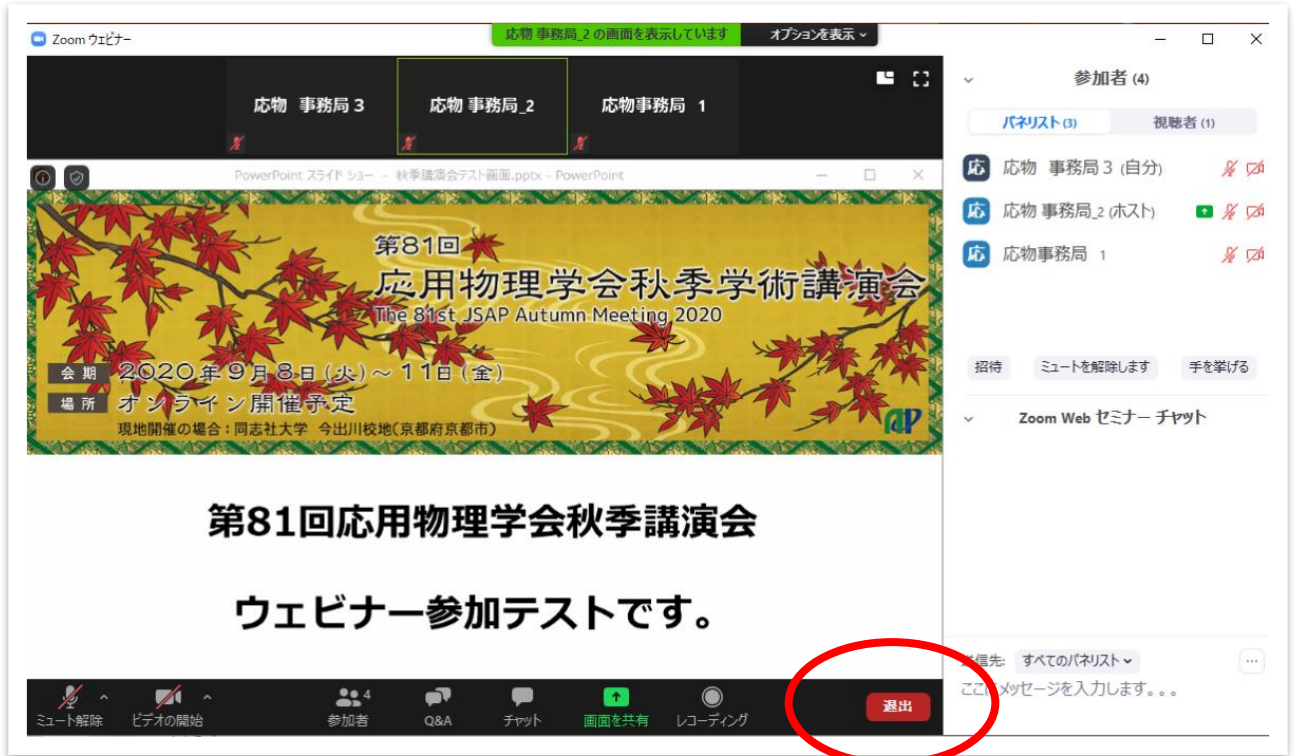 Zoom ウェビナー
応物 事務局_2 の画面を表示しています
オプションを表示
応物 事務局３
応物 事務局_2
応物事務局 1
PowerPoint スライド ショー - 秋季講演会テスト画面.pptx - PowerPoint
第81回
応用物理学会秋季学術講演会
The 81st JSAP Autumn Meeting 2020
会期 2020年9月8日(火)～11日(金)
場所 オンライン開催予定
現地開催の場合：同志社大学 今出川校地(京都府京都市)
第81回応用物理学会秋季講演会
ウェビナー参加テストです。
ミュート解除
ビデオの開始
4
参加者
Q&A
チャット
画面を共有
レコーディング
退出
参加者 (4)
パネリスト (3)
視聴者 (1)
応 応物 事務局３ (自分)
応 応物 事務局_2 (ホスト)
応 応物事務局 1
招待
ミュートを解除します
手を挙げる
Zoom Web セミナー チャット
送信先: すべてのパネリスト
ここにメッセージを入力します。。。